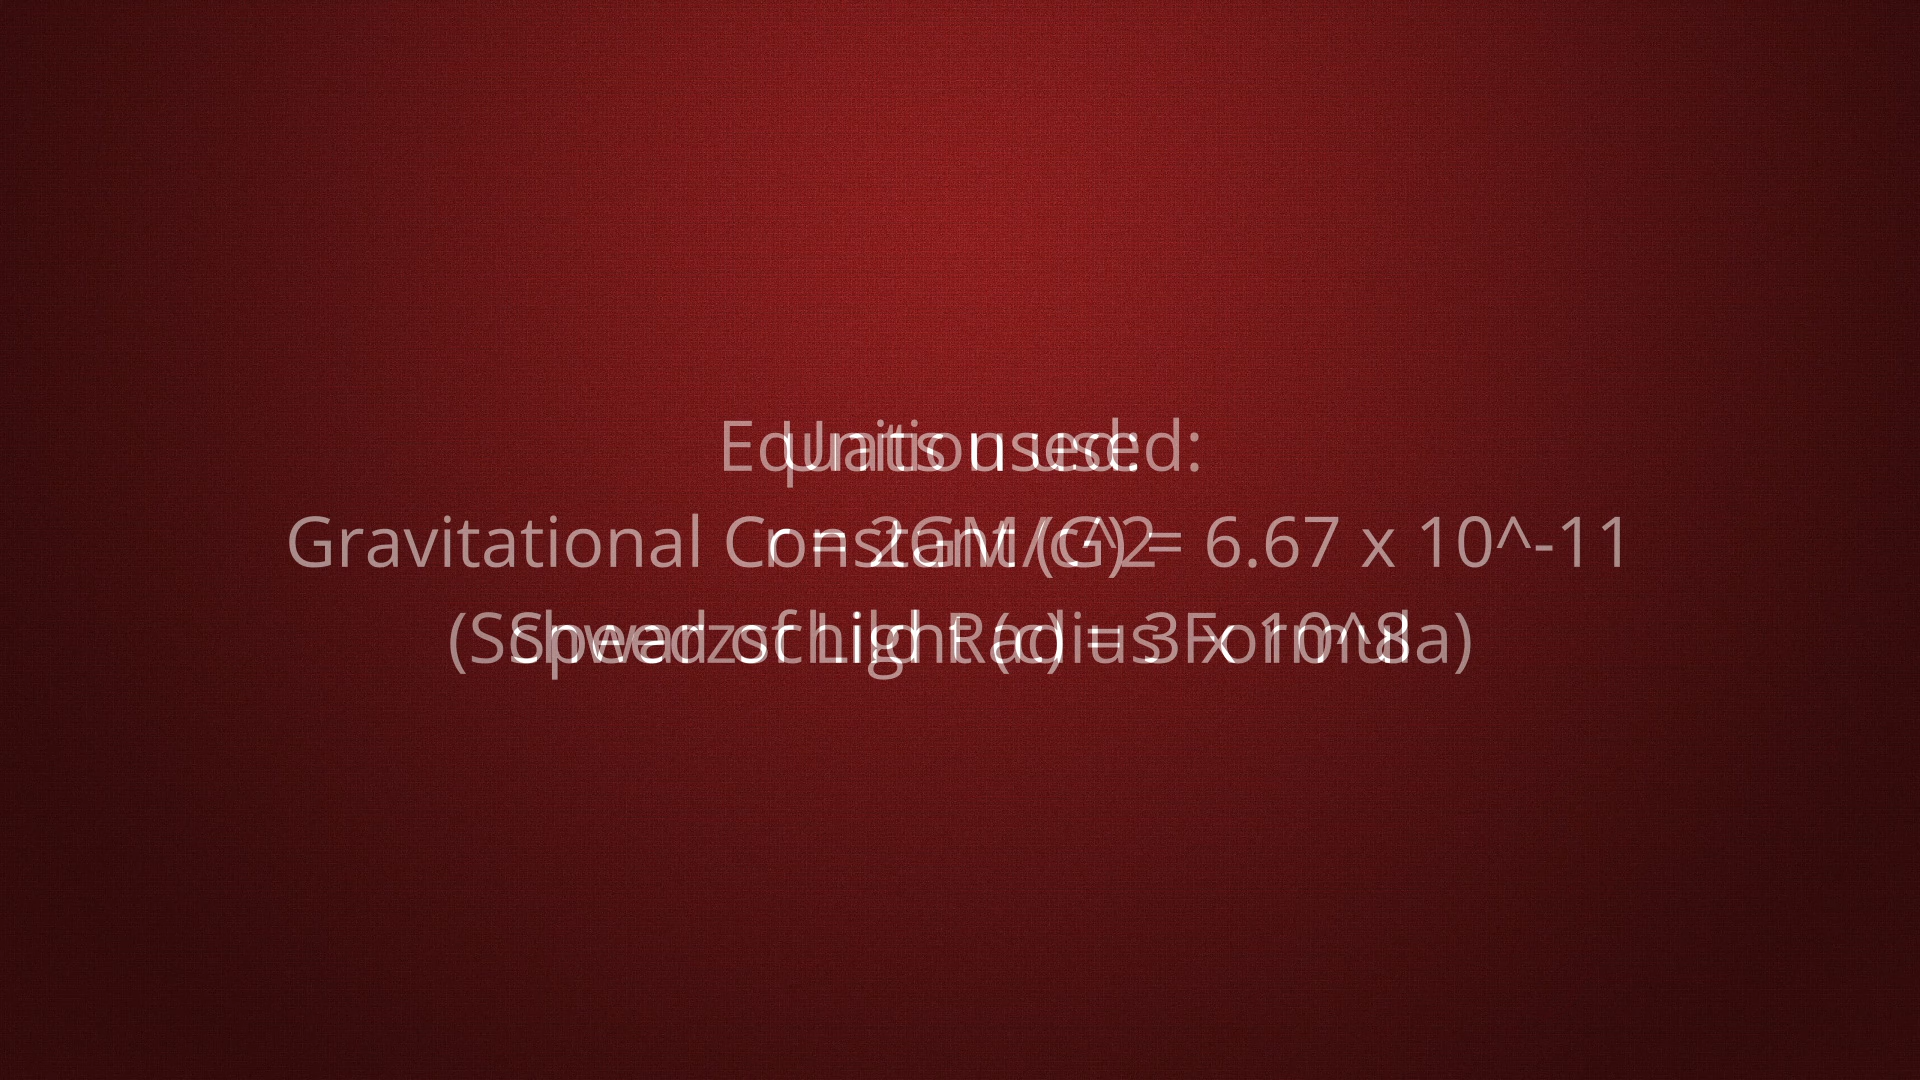 Equation used:
r = 2GM / c^2
(Schwarzschild Radius Formula)
Units used:
Gravitational Constant (G) = 6.67 x 10^-11
Speed of Light (c) = 3 x 10^8